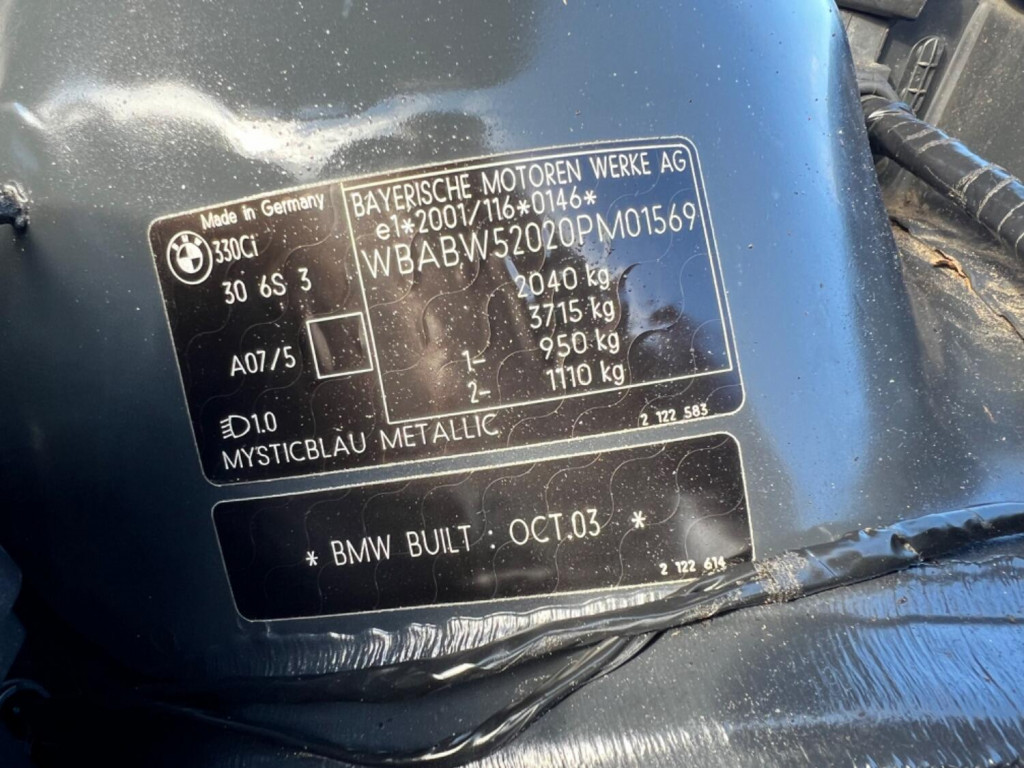 Made in Germany
330Ci
30 6S 3
A07/5
1.0
MYSTICBLAU METALLIC
BAYERISCHE MOTOREN WERKE AG
e1*2001/116*0146*
WBABW52020PM01569
2040 kg
3715 kg
1- 950 kg
2- 1110 kg
2 122 583
* BMW BUILT : OCT.03 *
2 122 614